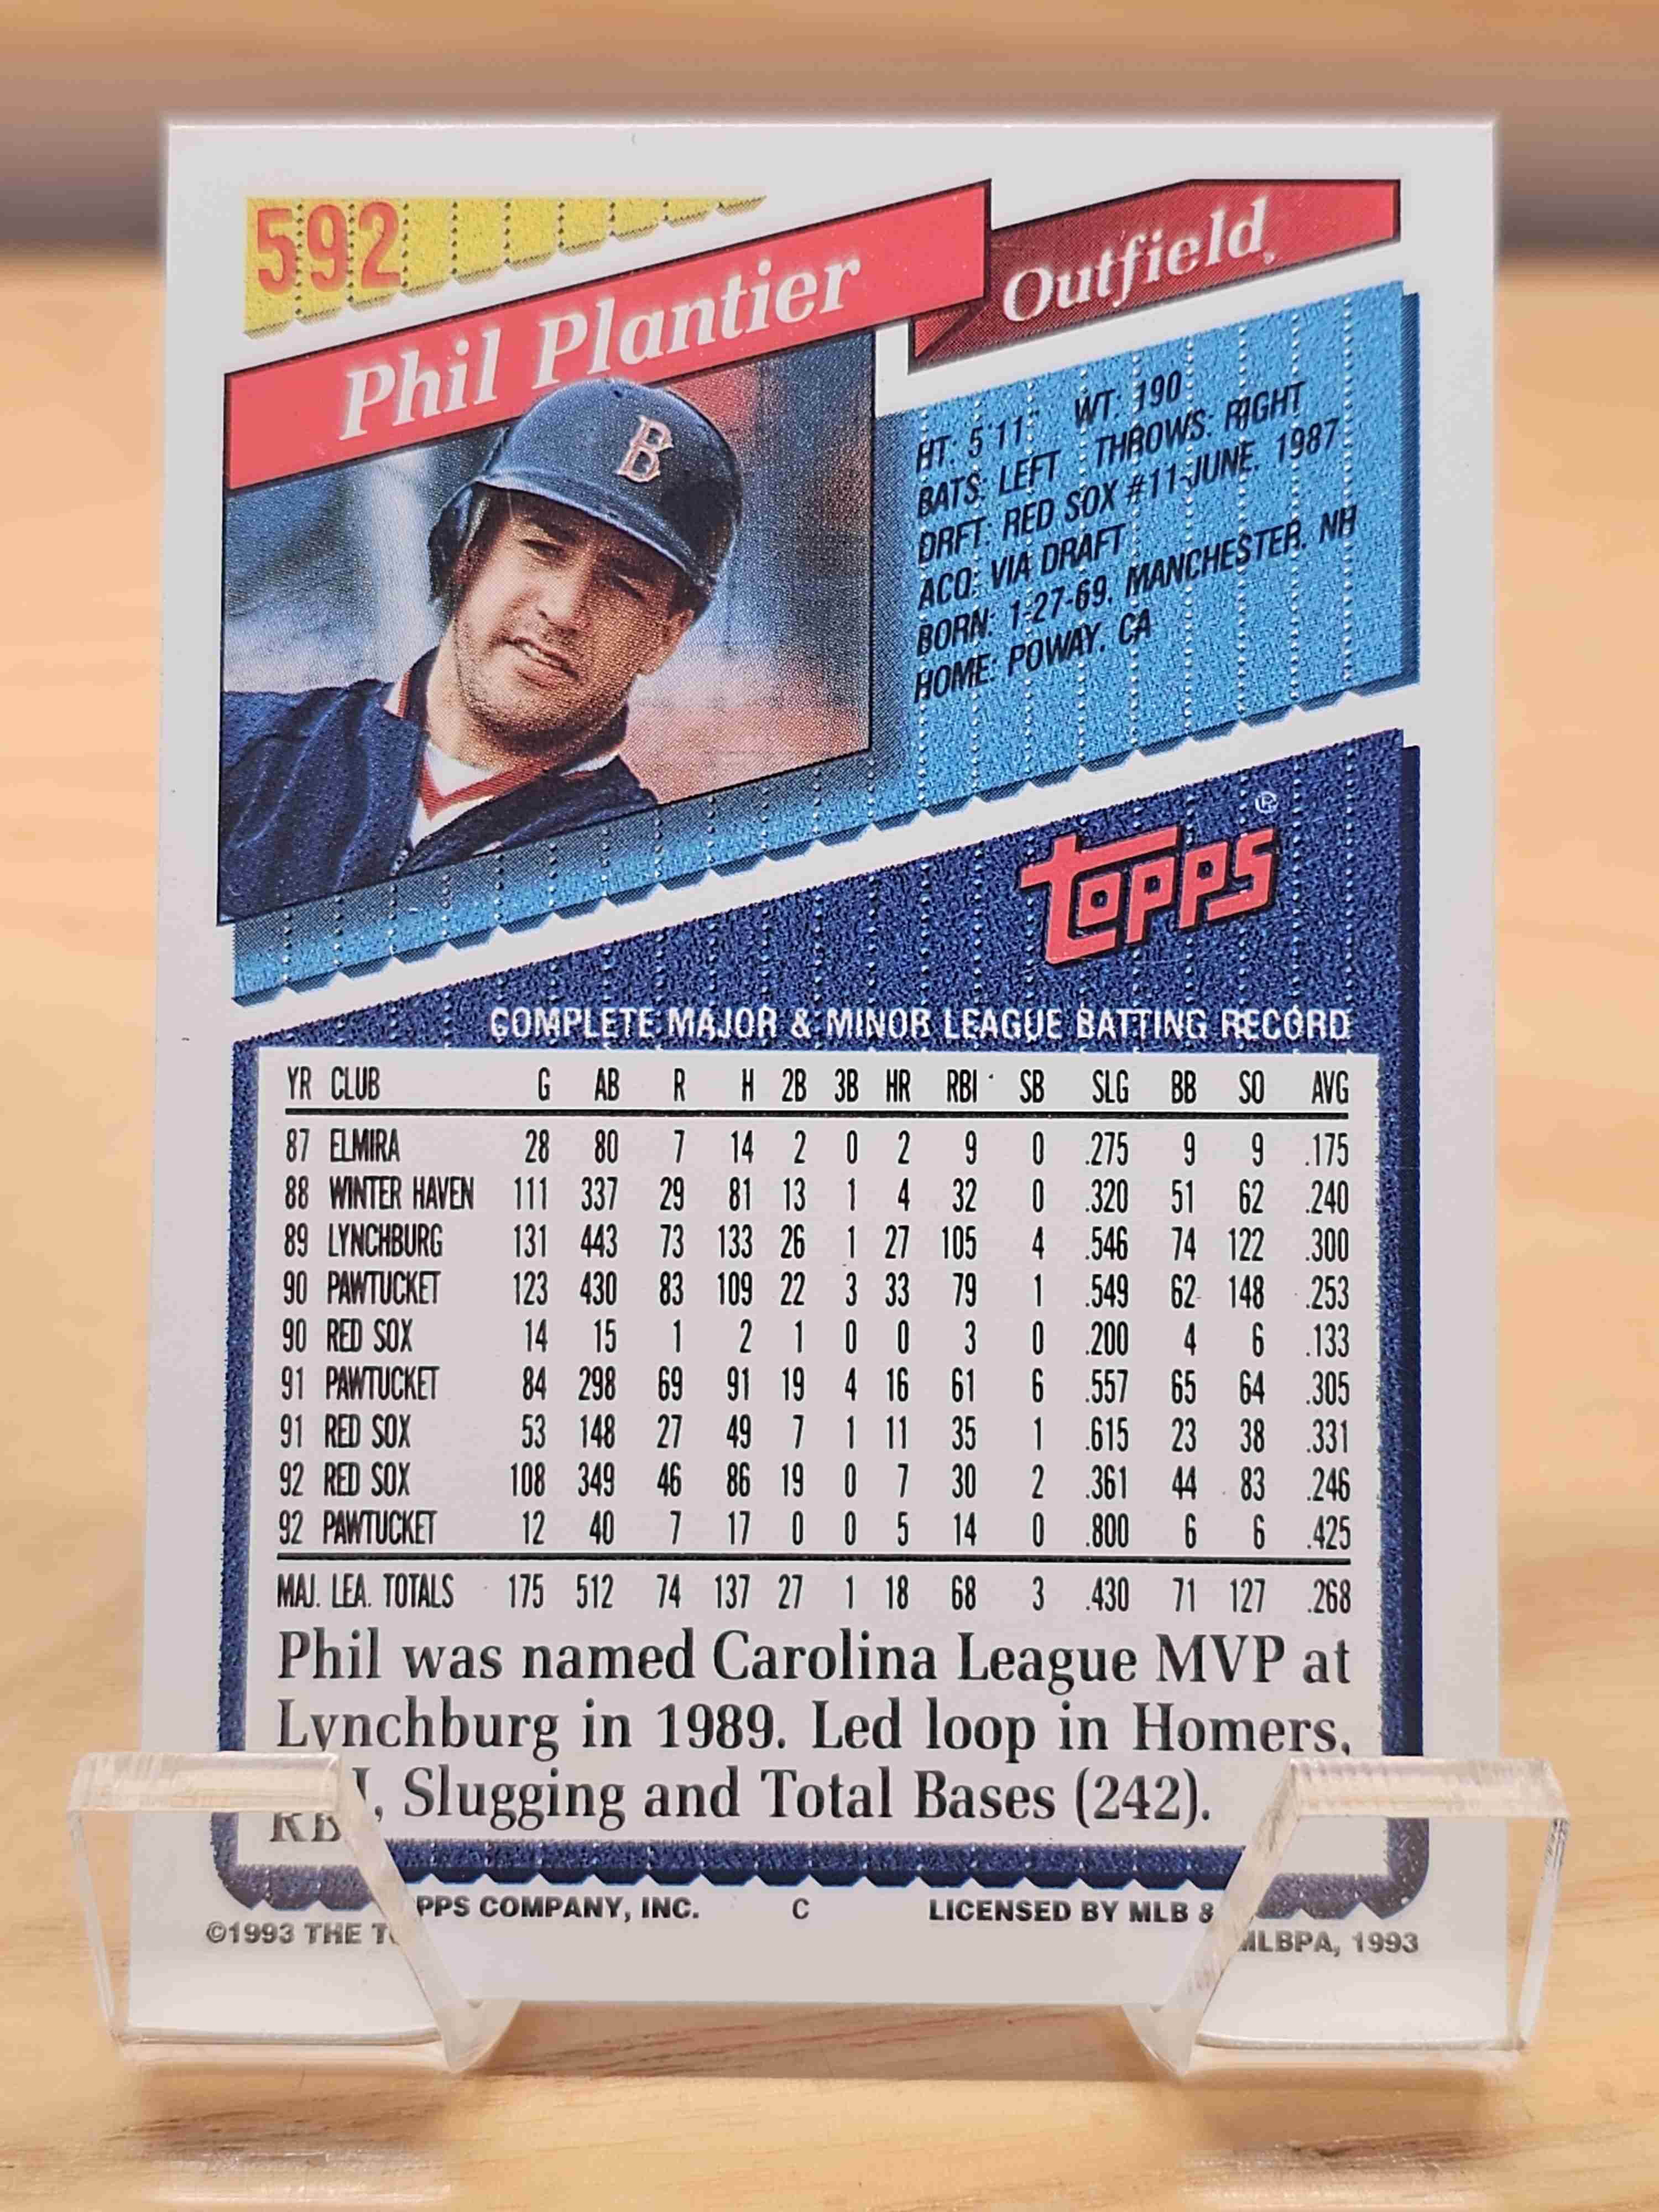 592
Phil Plantier
Outfield
HT: 5'11" WT: 190
BATS: LEFT THROWS: RIGHT
DRFT: RED SOX #11-JUNE, 1987
ACQ: VIA DRAFT
BORN: 1-27-69, MANCHESTER, NH
HOME: POWAY, CA
B
TOPPS ®
COMPLETE MAJOR & MINOR LEAGUE BATTING RECORD
YR CLUB G AB R H 2B 3B HR RBI SB SLG BB SO AVG
87 ELMIRA 28 80 7 14 2 0 2 9 0 .275 9 9 .175
88 WINTER HAVEN 111 337 29 81 13 1 4 32 0 .320 51 62 .240
89 LYNCHBURG 131 443 73 133 26 1 27 105 4 .546 74 122 .300
90 PAWTUCKET 123 430 83 109 22 3 33 79 1 .549 62 148 .253
90 RED SOX 14 15 1 2 1 0 0 3 0 .200 4 6 .133
91 PAWTUCKET 84 298 69 91 19 4 16 61 6 .557 65 64 .305
91 RED SOX 53 148 27 49 7 1 11 35 1 .615 23 38 .331
92 RED SOX 108 349 46 86 19 0 7 30 2 .361 44 83 .246
92 PAWTUCKET 12 40 7 17 0 0 5 14 0 .800 6 6 .425
MAJ. LEA. TOTALS 175 512 74 137 27 1 18 68 3 .430 71 127 .268
Phil was named Carolina League MVP at
Lynchburg in 1989. Led loop in Homers,
RBI, Slugging and Total Bases (242).
©1993 THE TOPPS COMPANY, INC. C LICENSED BY MLB & MLBPA, 1993